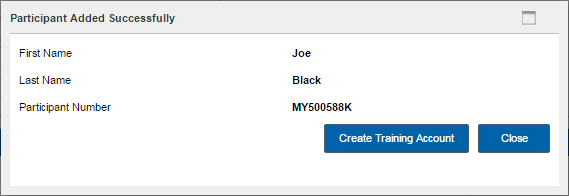 Participant Added Successfully
First Name Joe
Last Name Black
Participant Number MY500588K
Create Training Account Close